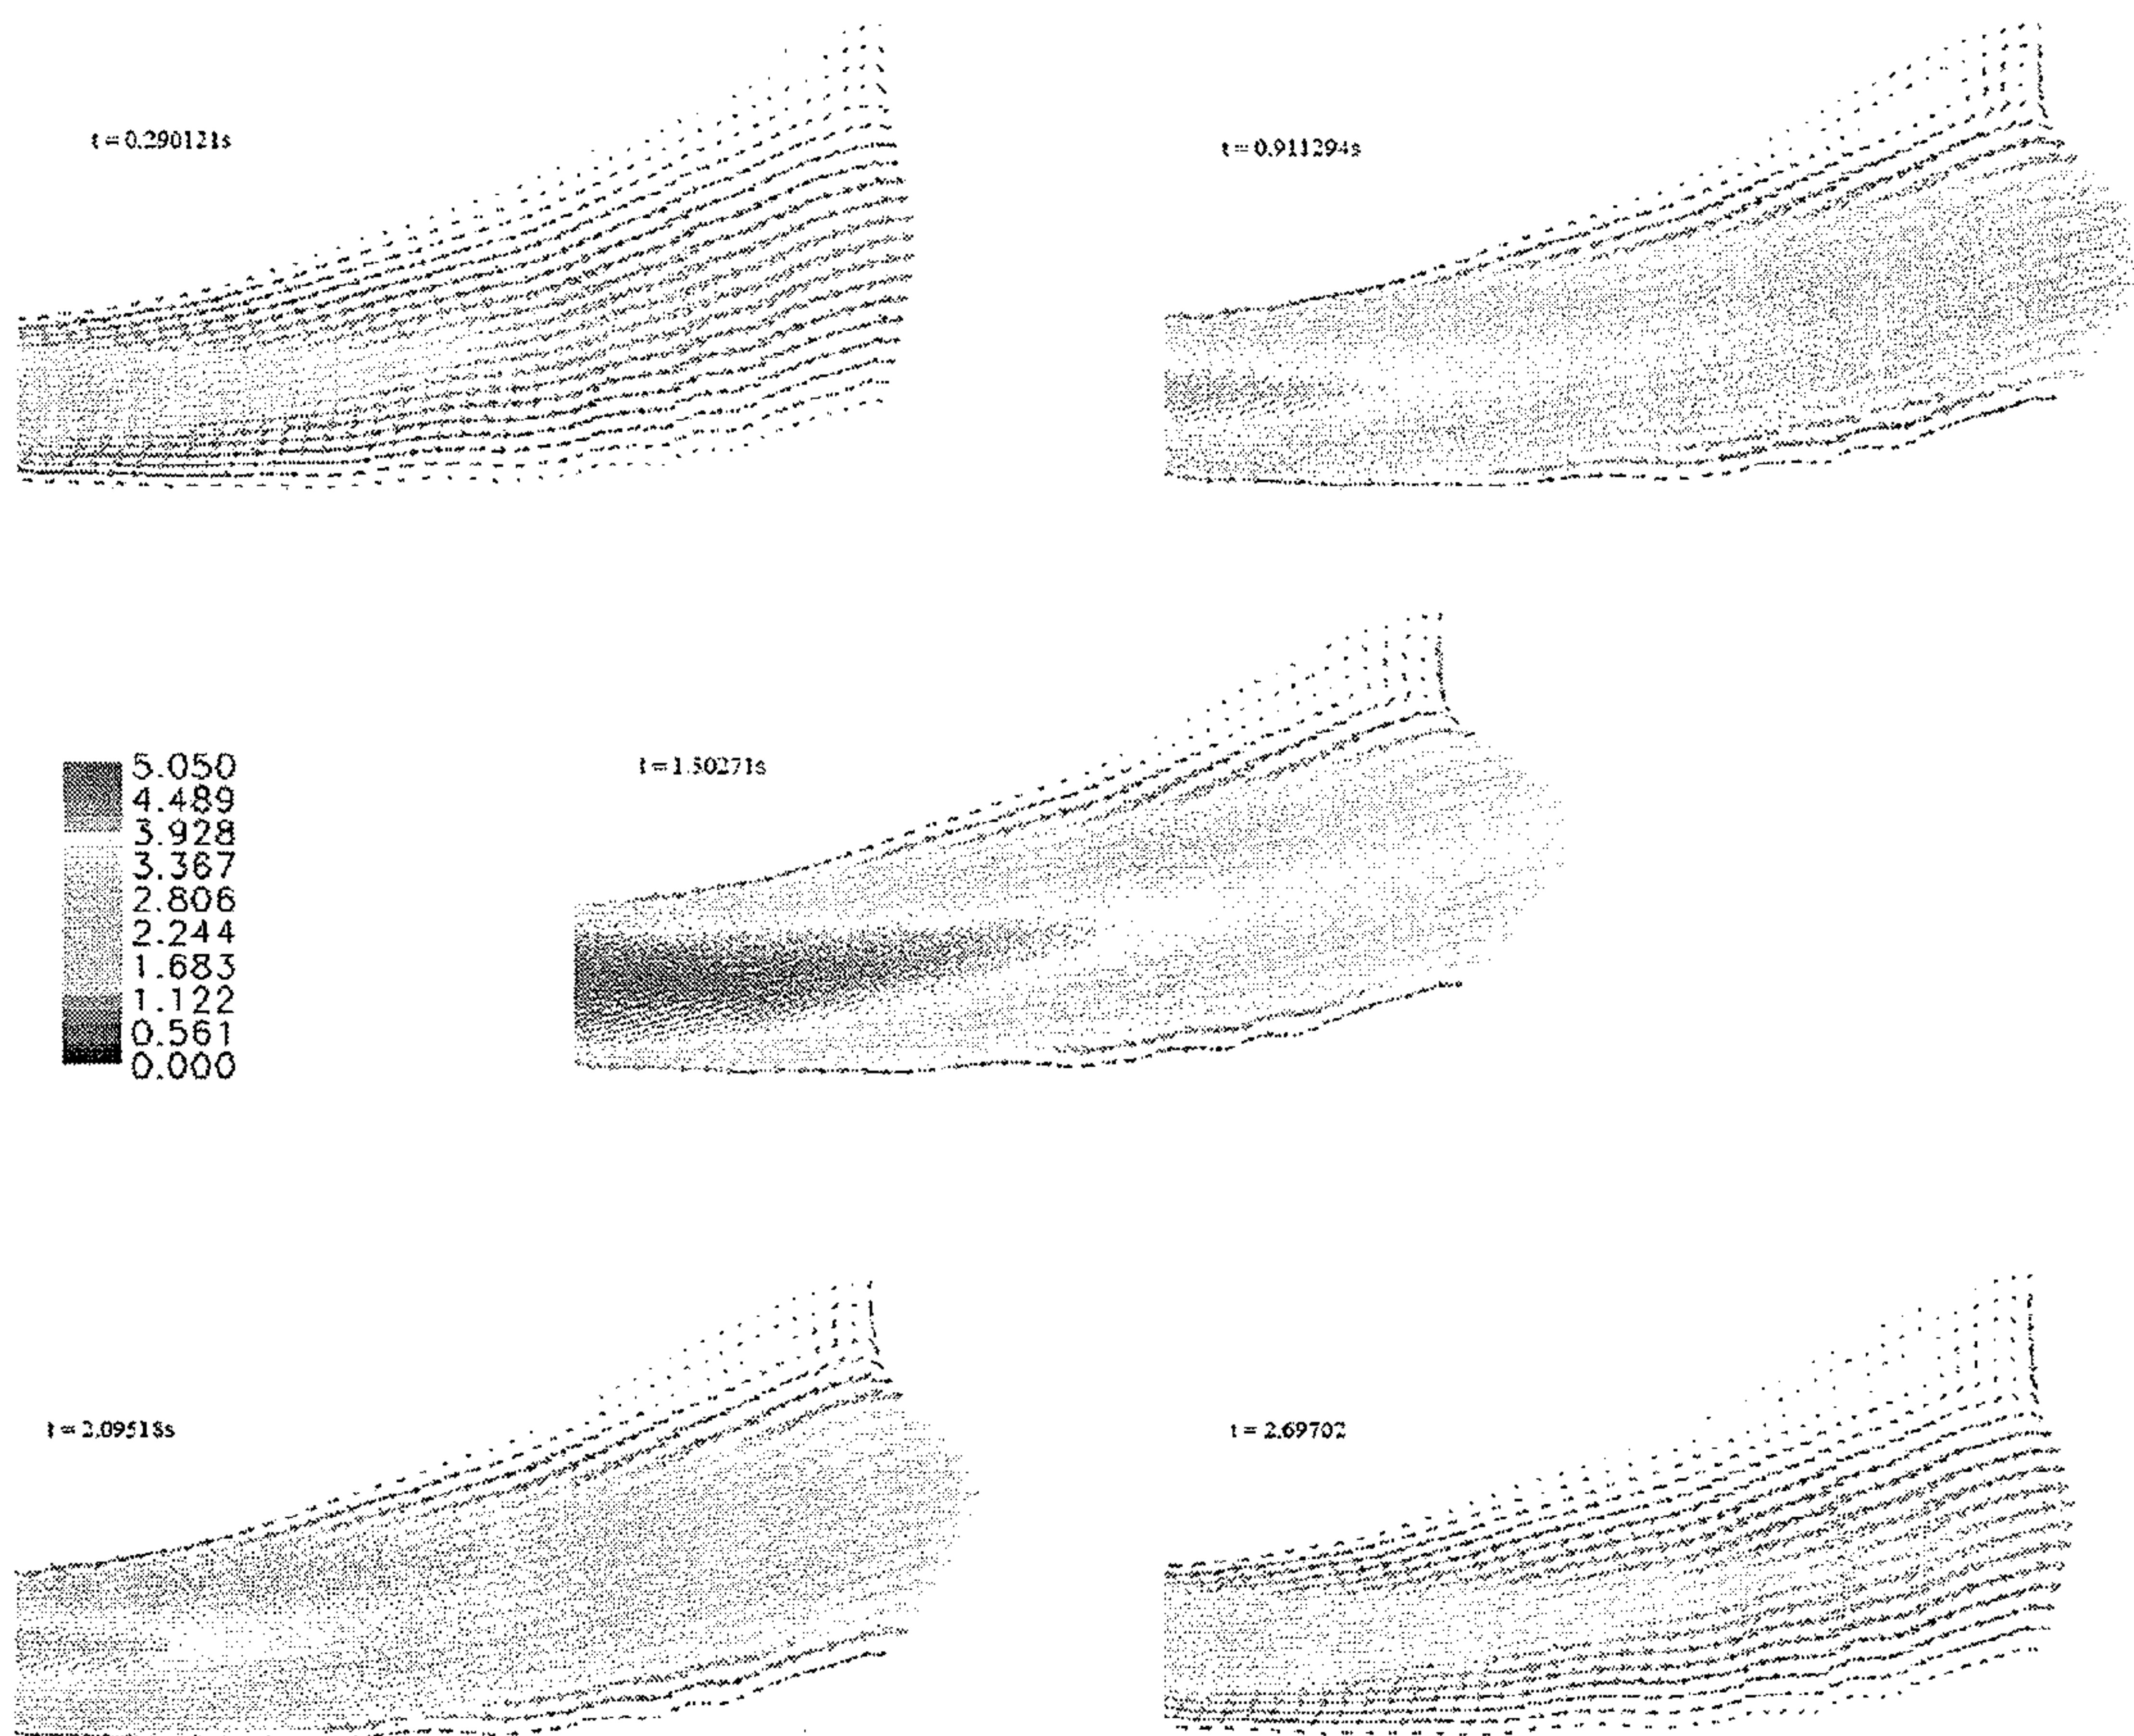 t = 0.290121s
t = 0.911294s
t = 1.50271s
5.050
4.489
3.928
3.367
2.806
2.244
1.683
1.122
0.561
0.000
t = 2.09518s
t = 2.69702